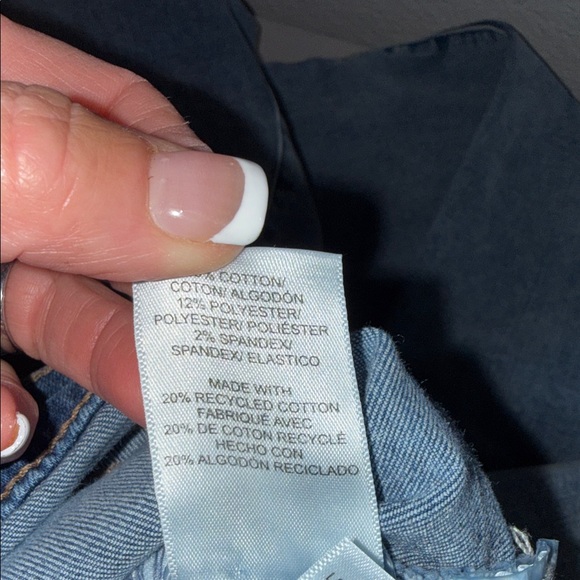 % COTTON/
COTON/ ALGODÓN
12% POLYESTER/
POLYESTER/ POLIÉSTER
2% SPANDEX/
SPANDEX/ ELASTICO
MADE WITH
20% RECYCLED COTTON
FABRIQUÉ AVEC
20% DE COTON RECYCLÉ
HECHO CON
20% ALGODÓN RECICLADO